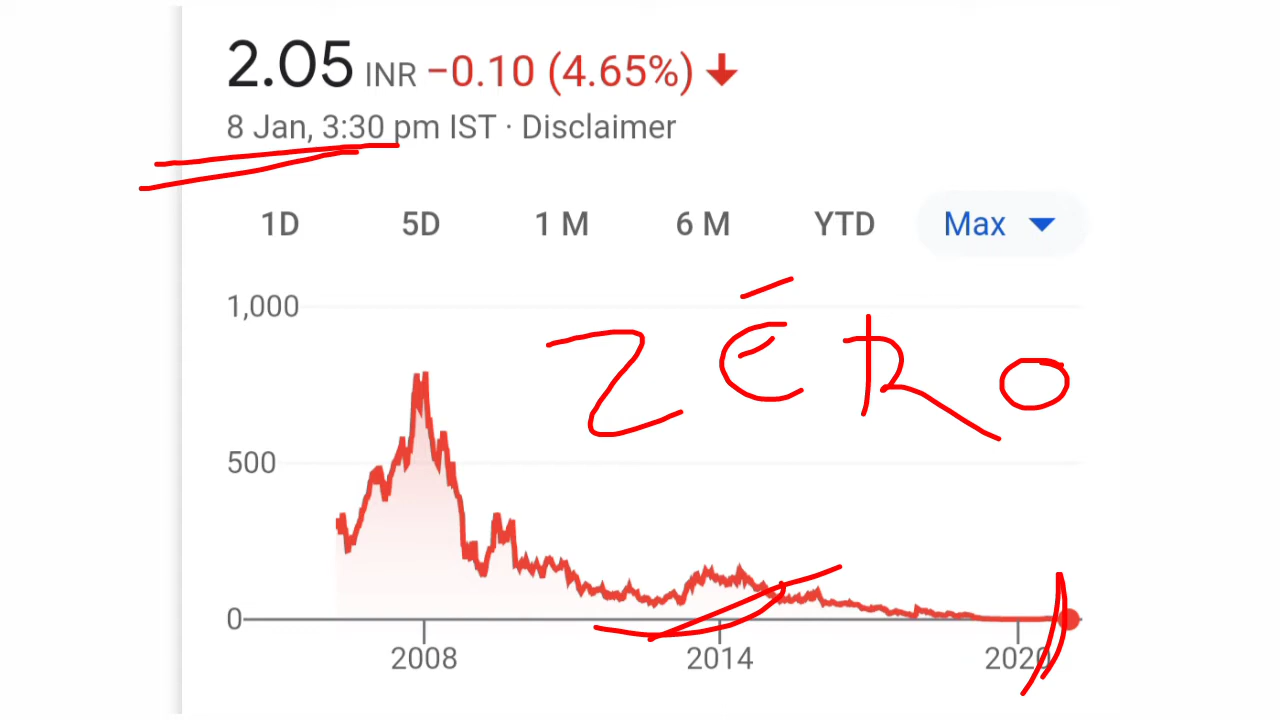 2.05 INR −0.10 (4.65%) ↓
8 Jan, 3:30 pm IST · Disclaimer
1D 5D 1 M 6 M YTD Max
1,000
ZÉRO
500
0
2008 2014 2020